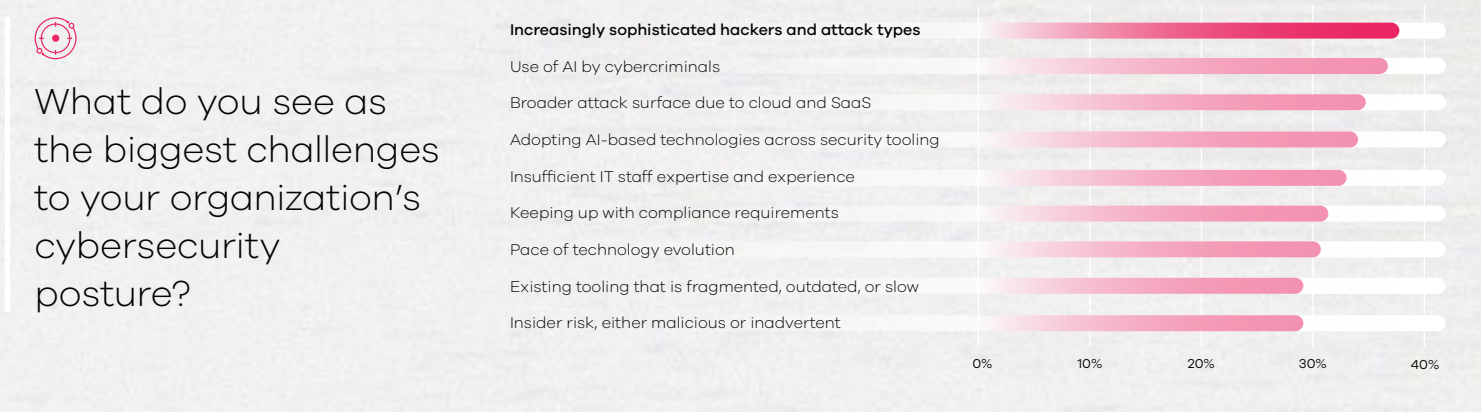 What do you see as
the biggest challenges
to your organization’s
cybersecurity
posture?
Increasingly sophisticated hackers and attack types
Use of AI by cybercriminals
Broader attack surface due to cloud and SaaS
Adopting AI-based technologies across security tooling
Insufficient IT staff expertise and experience
Keeping up with compliance requirements
Pace of technology evolution
Existing tooling that is fragmented, outdated, or slow
Insider risk, either malicious or inadvertent
0% 10% 20% 30% 40%